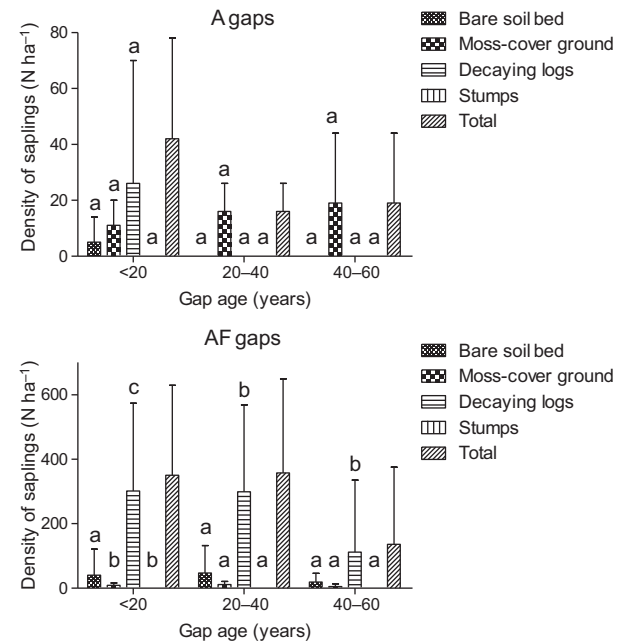 A gaps
Density of saplings (N ha⁻¹)
80
60
40
20
0
a
a
a
a
a
a
a
a
a
a
a
a
<20
20–40
40–60
Gap age (years)
Bare soil bed
Moss-cover ground
Decaying logs
Stumps
Total
AF gaps
Density of saplings (N ha⁻¹)
600
400
200
0
a
b
c
b
a
a
b
a
a
a
b
a
<20
20–40
40–60
Gap age (years)
Bare soil bed
Moss-cover ground
Decaying logs
Stumps
Total